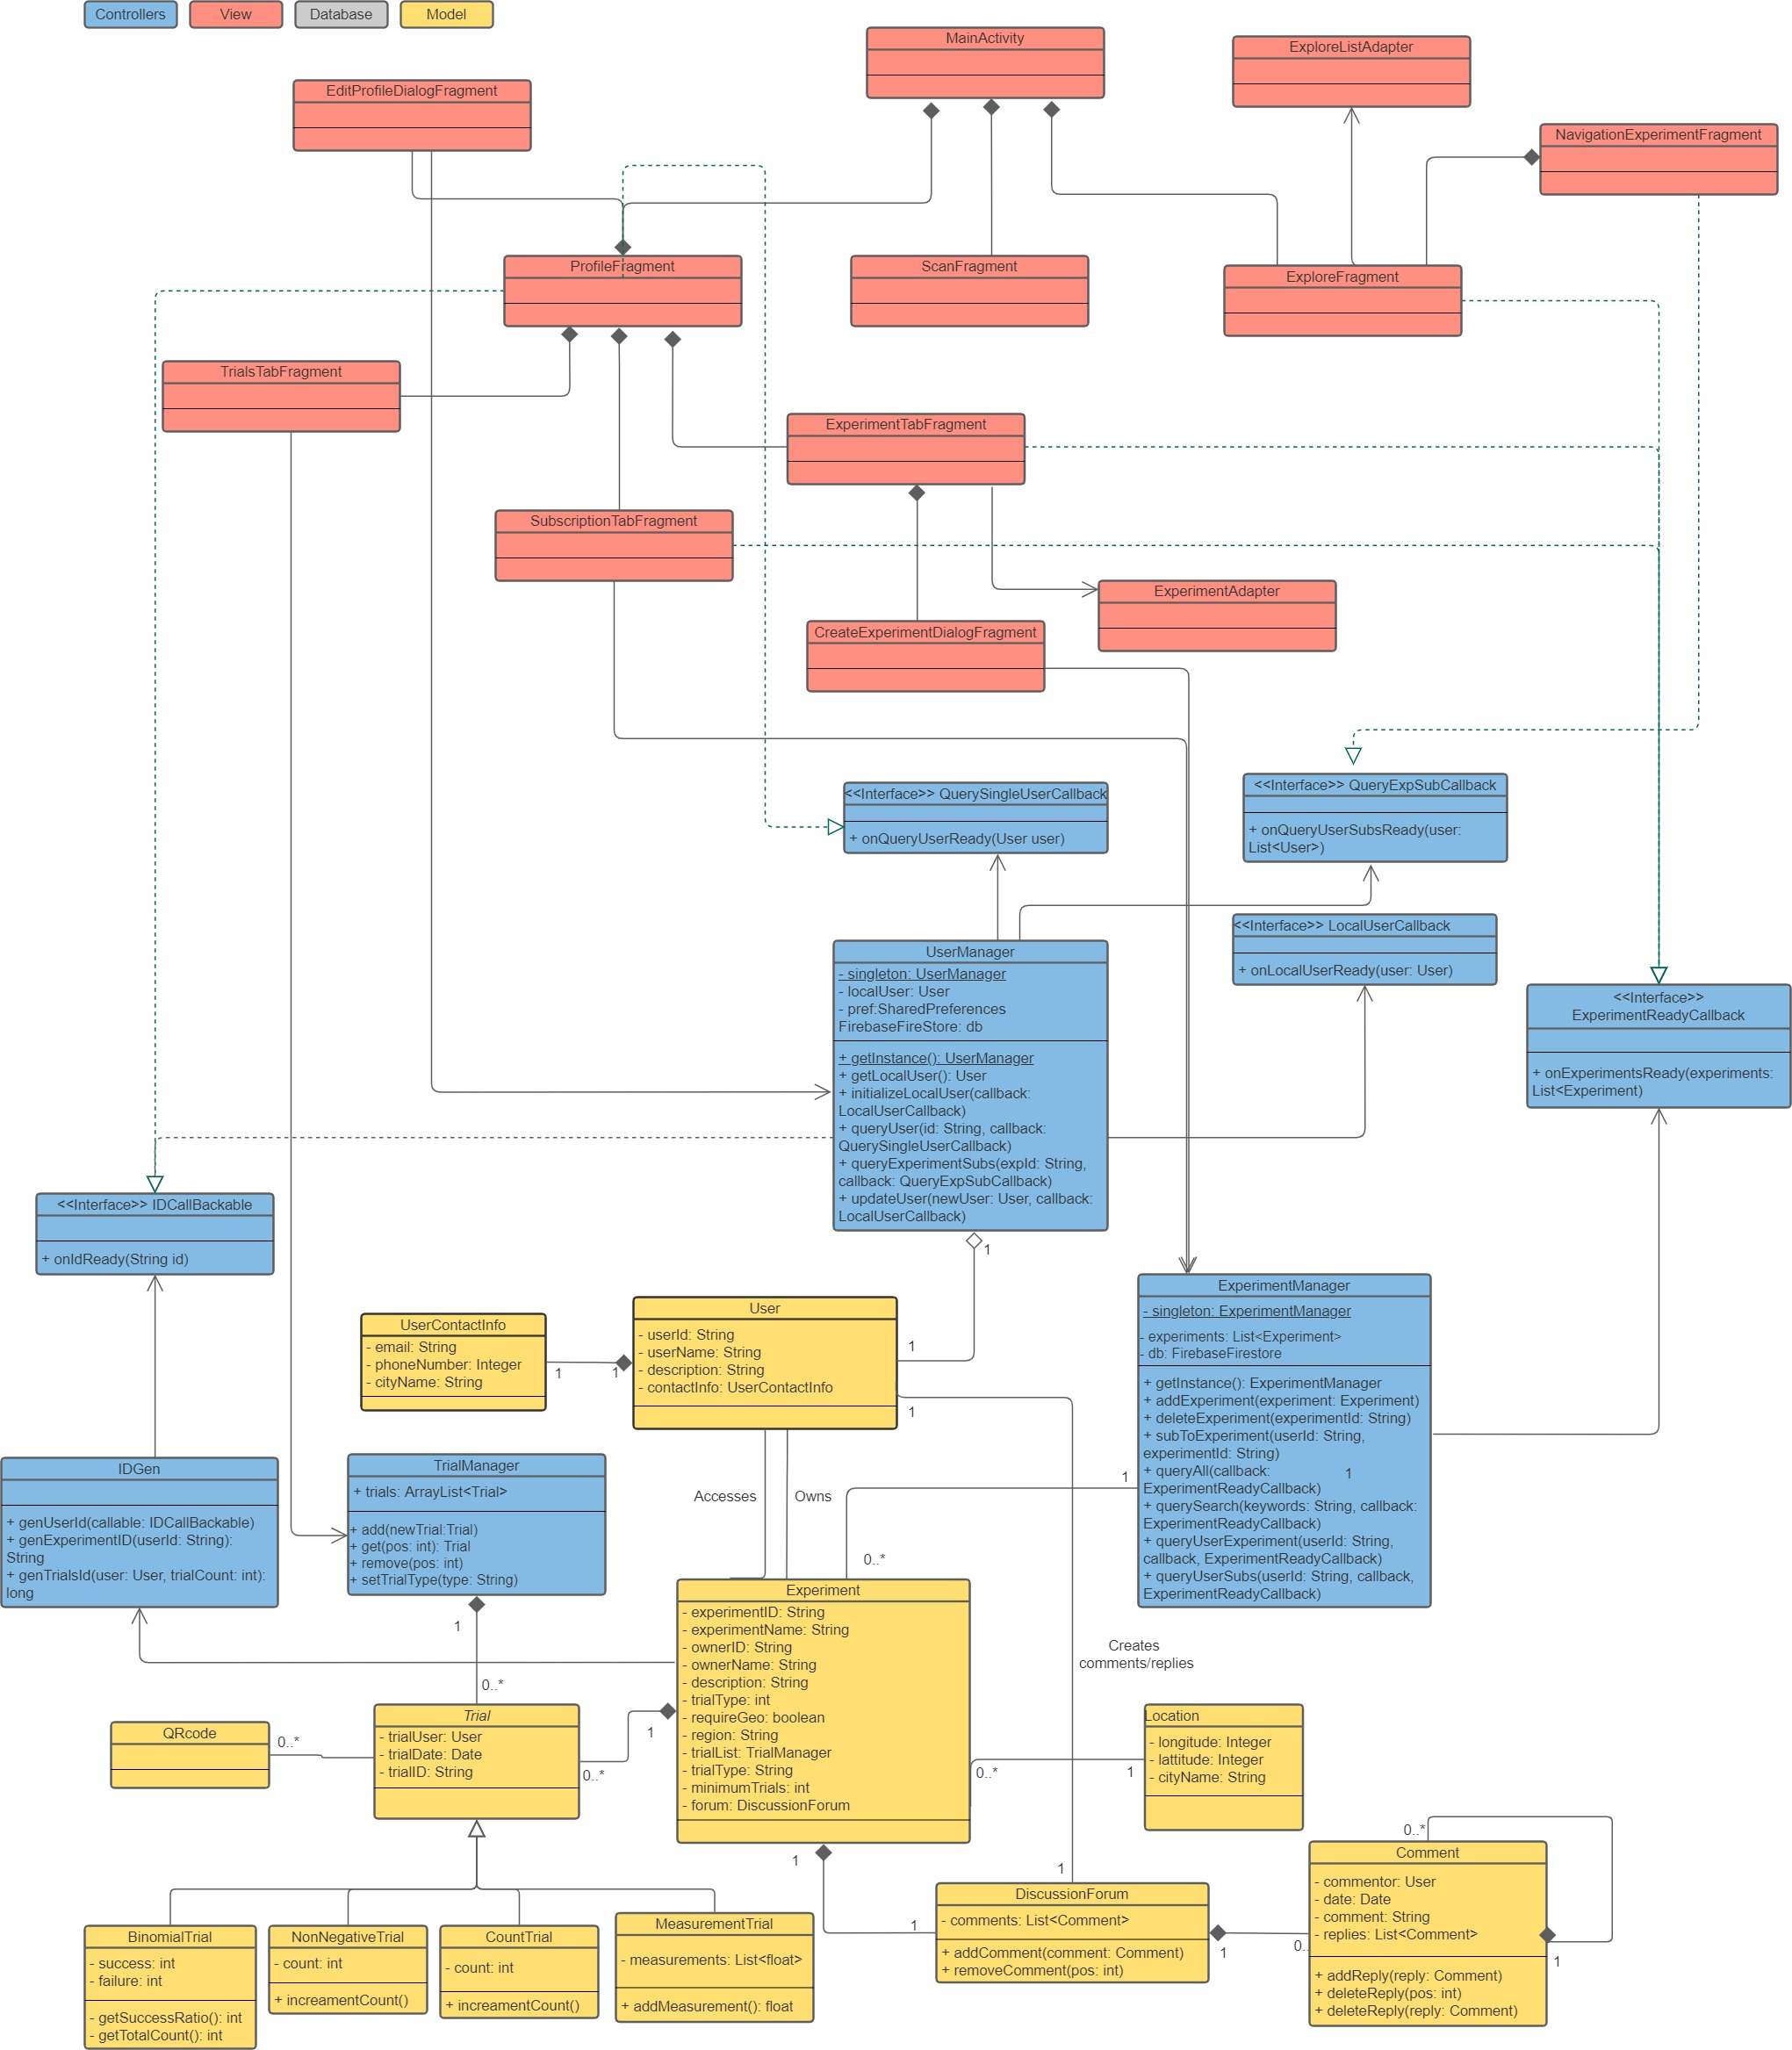 Controllers
View
Database
Model
MainActivity
ExploreListAdapter
EditProfileDialogFragment
NavigationExperimentFragment
ProfileFragment
ScanFragment
ExploreFragment
TrialsTabFragment
ExperimentTabFragment
SubscriptionTabFragment
ExperimentAdapter
CreateExperimentDialogFragment
<<Interface>> QuerySingleUserCallback
+ onQueryUserReady(User user)
<<Interface>> QueryExpSubCallback
+ onQueryUserSubsReady(user:
List<User>)
<<Interface>> LocalUserCallback
+ onLocalUserReady(user: User)
UserManager
- singleton: UserManager
- localUser: User
- pref:SharedPreferences
FirebaseFireStore: db
+ getInstance(): UserManager
+ getLocalUser(): User
+ initializeLocalUser(callback:
LocalUserCallback)
+ queryUser(id: String, callback:
QuerySingleUserCallback)
+ queryExperimentSubs(expId: String,
callback: QueryExpSubCallback)
+ updateUser(newUser: User, callback:
LocalUserCallback)
<<Interface>>
ExperimentReadyCallback
+ onExperimentsReady(experiments:
List<Experiment)
<<Interface>> IDCallBackable
+ onIdReady(String id)
1
ExperimentManager
- singleton: ExperimentManager
- experiments: List<Experiment>
- db: FirebaseFirestore
+ getInstance(): ExperimentManager
+ addExperiment(experiment: Experiment)
+ deleteExperiment(experimentId: String)
+ subToExperiment(userId: String,
experimentId: String)
+ queryAll(callback:
ExperimentReadyCallback)
+ querySearch(keywords: String, callback:
ExperimentReadyCallback)
+ queryUserExperiment(userId: String,
callback, ExperimentReadyCallback)
+ queryUserSubs(userId: String, callback,
ExperimentReadyCallback)
1
UserContactInfo
- email: String
- phoneNumber: Integer
- cityName: String
1
1
User
- userId: String
- userName: String
- description: String
- contactInfo: UserContactInfo
1
1
IDGen
+ genUserId(callable: IDCallBackable)
+ genExperimentID(userId: String):
String
+ genTrialsId(user: User, trialCount: int):
long
TrialManager
+ trials: ArrayList<Trial>
+ add(newTrial:Trial)
+ get(pos: int): Trial
+ remove(pos: int)
+ setTrialType(type: String)
Accesses
Owns
1
0..*
1
0..*
Experiment
- experimentID: String
- experimentName: String
- ownerID: String
- ownerName: String
- description: String
- trialType: int
- requireGeo: boolean
- region: String
- trialList: TrialManager
- trialType: String
- minimumTrials: int
- forum: DiscussionForum
Creates
comments/replies
QRcode
0..*
Trial
- trialUser: User
- trialDate: Date
- trialID: String
1
0..*
Location
- longitude: Integer
- lattitude: Integer
- cityName: String
0..*
1
0..*
Comment
- commentor: User
- date: Date
- comment: String
- replies: List<Comment>
+ addReply(reply: Comment)
+ deleteReply(pos: int)
+ deleteReply(reply: Comment)
1
1
1
1
DiscussionForum
- comments: List<Comment>
+ addComment(comment: Comment)
+ removeComment(pos: int)
1
0..
BinomialTrial
- success: int
- failure: int
- getSuccessRatio(): int
- getTotalCount(): int
NonNegativeTrial
- count: int
+ increamentCount()
CountTrial
- count: int
+ increamentCount()
MeasurementTrial
- measurements: List<float>
+ addMeasurement(): float